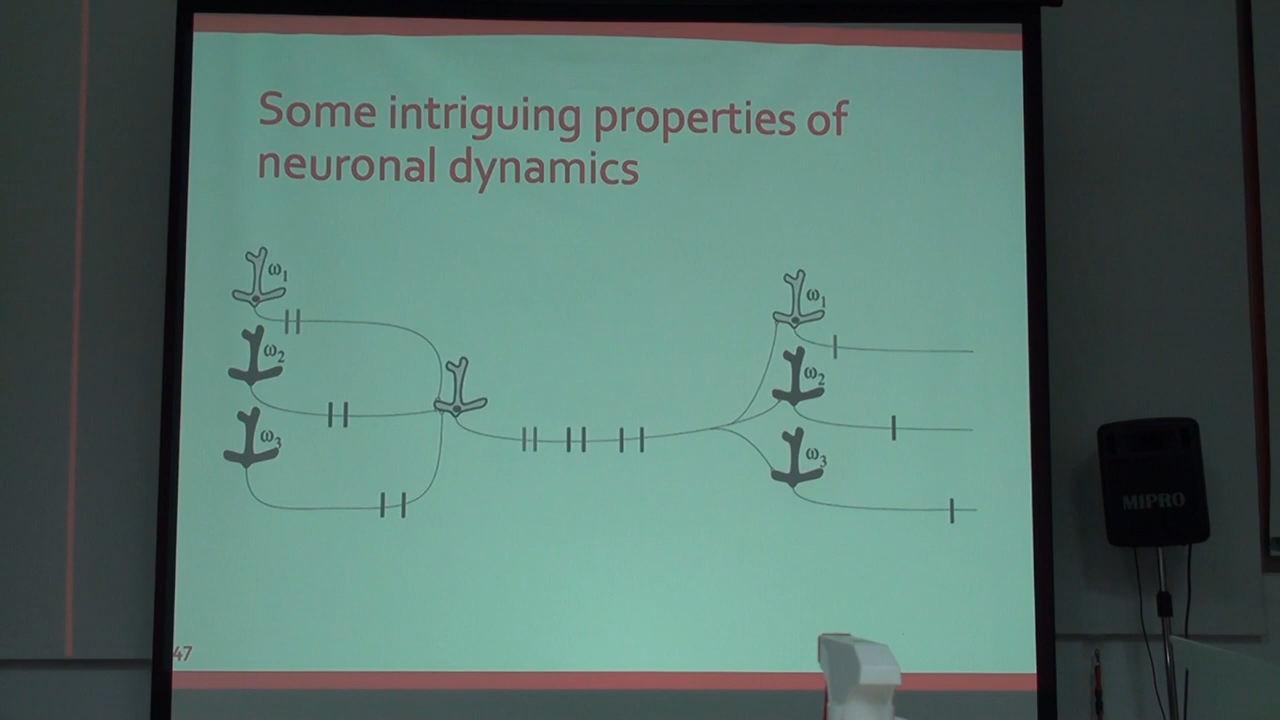 Some intriguing properties of
neuronal dynamics
ω1
ω2
ω3
ω1
ω2
ω3
47
MIPRO